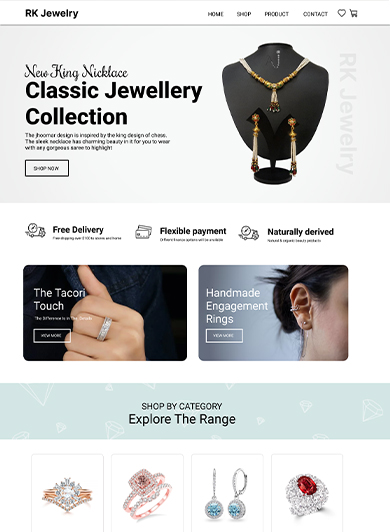 RK Jewelry
HOME SHOP PRODUCT CONTACT
New King Nicklace
Classic Jewellery
Collection
The jhoomar design is inspired by the king design of chess.
The sleek necklace has charming beauty in it for you to wear
with any gorgeous saree to highlight
SHOP NOW
RK Jewelry
Free Delivery
Free shipping over $100 to assure and home
Flexible payment
Different finance options will be available
Naturally derived
Natural & organic beauty products
The Tacori
Touch
The Difference is in The Details
VIEW MORE
Handmade
Engagement
Rings
VIEW MORE
SHOP BY CATEGORY
Explore The Range